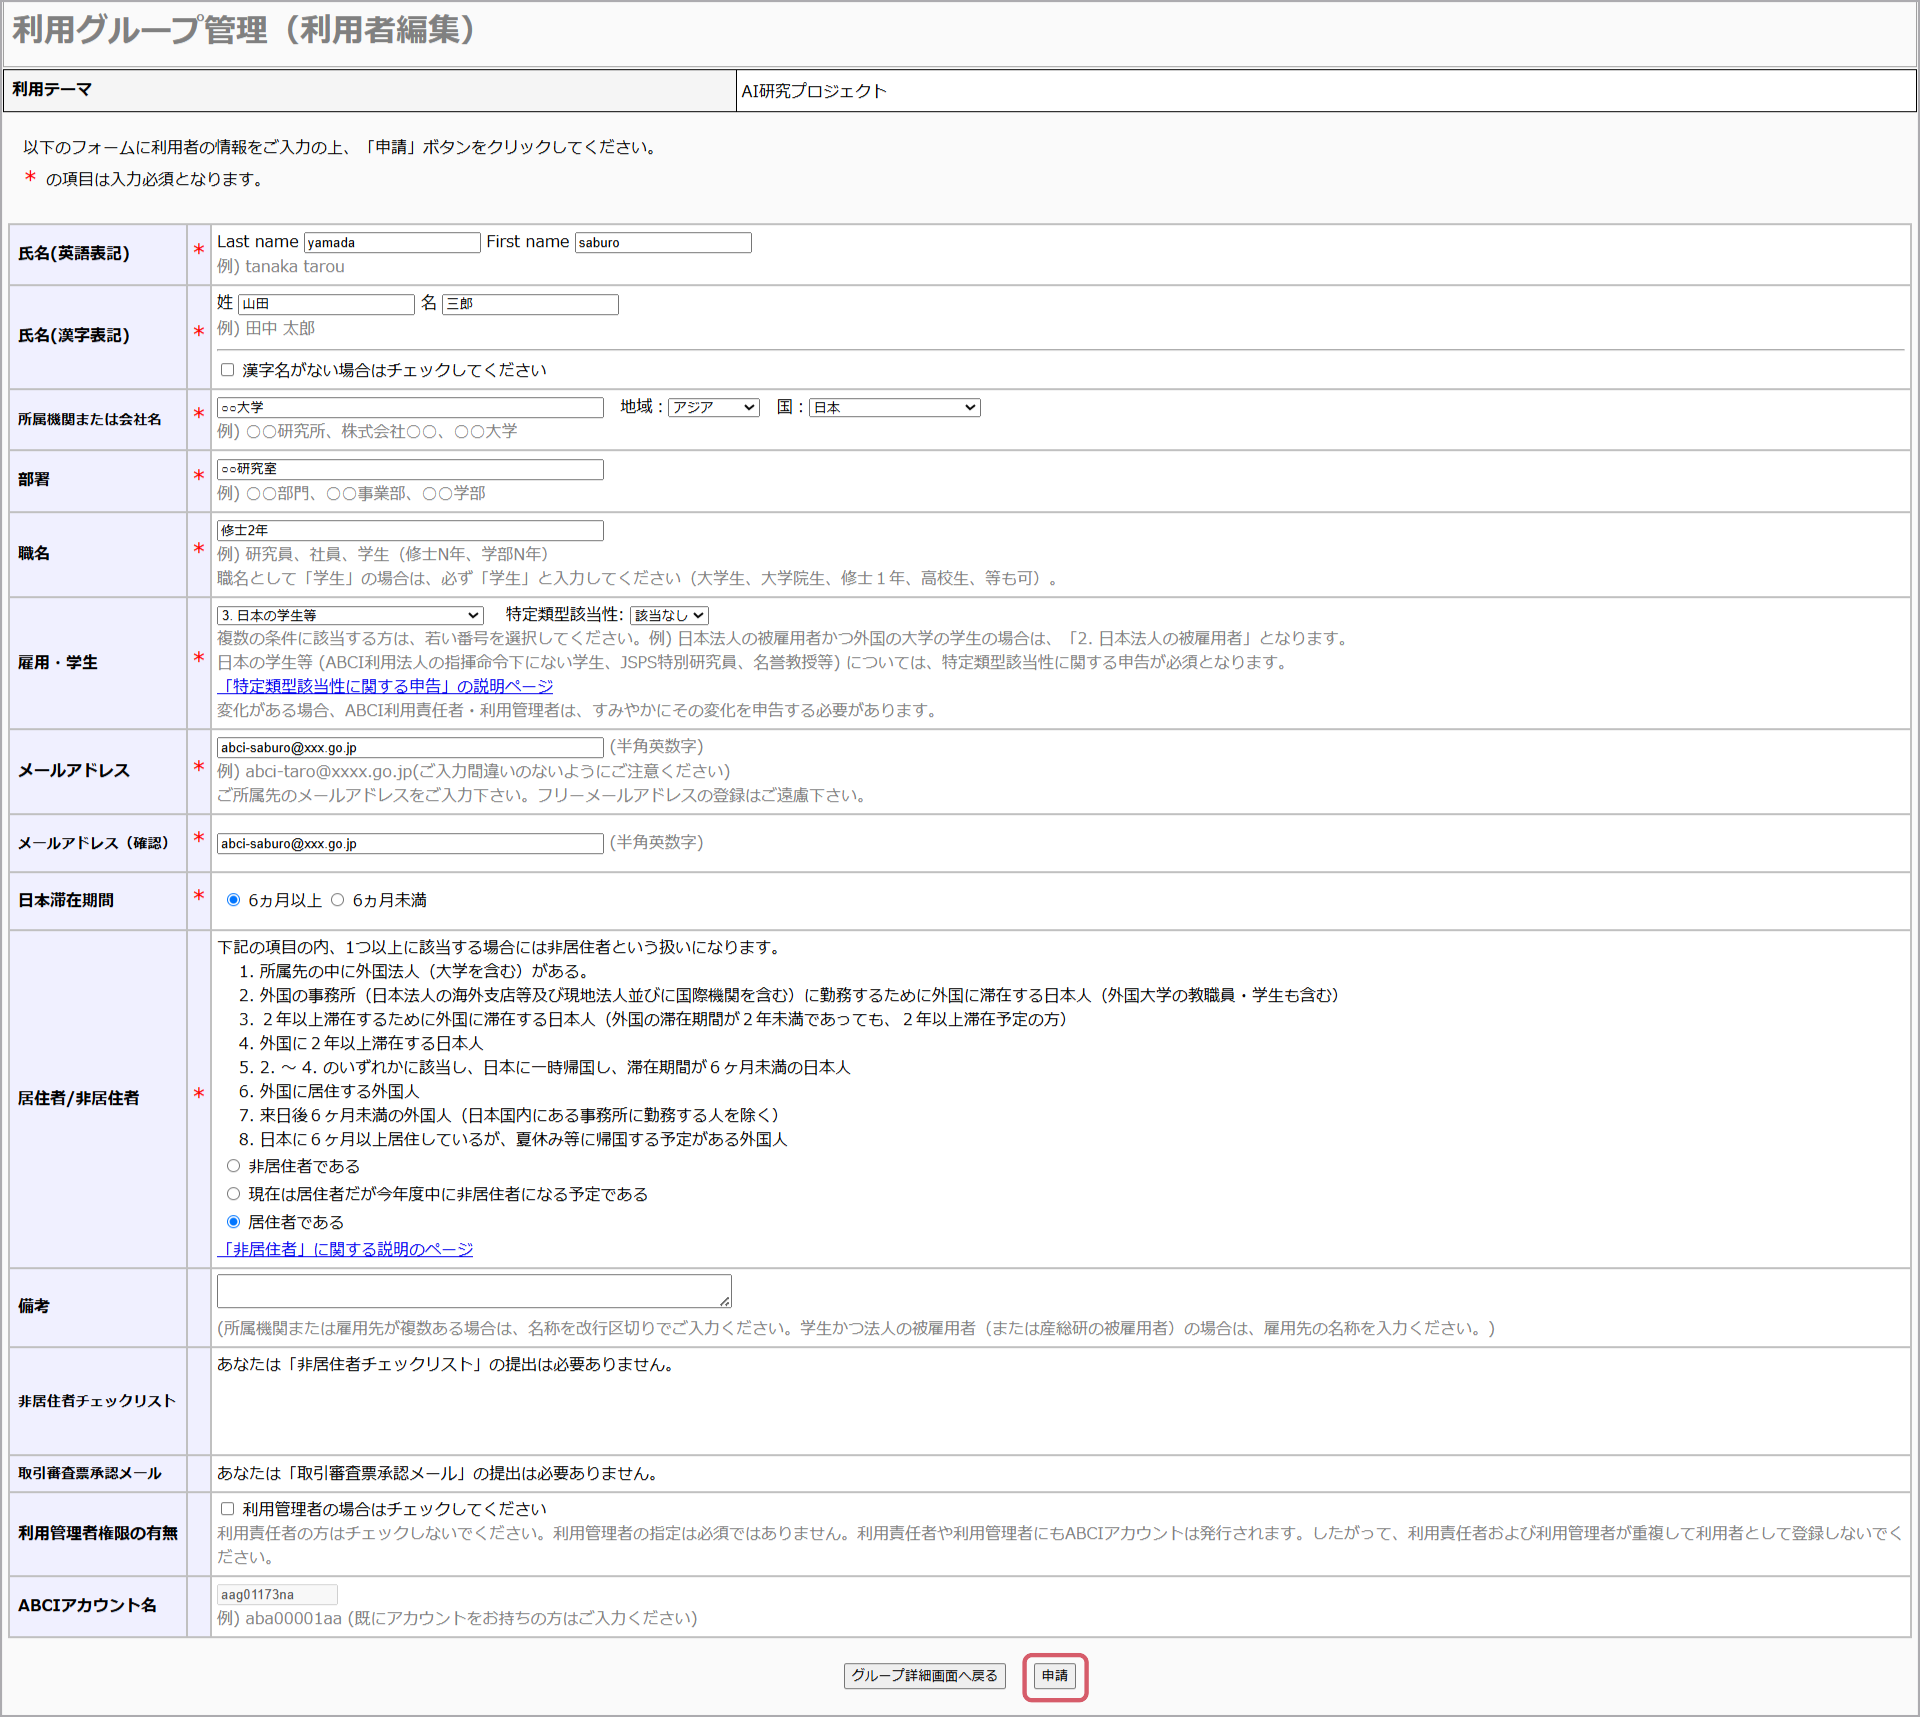 利用グループ管理（利用者編集）
利用テーマ AI研究プロジェクト
以下のフォームに利用者の情報をご入力の上、「申請」ボタンをクリックしてください。
* の項目は入力必須となります。
氏名(英語表記) * Last name yamada First name saburo
例) tanaka tarou
氏名(漢字表記) * 姓 山田 名 三郎
例) 田中 太郎
漢字名がない場合はチェックしてください
所属機関または会社名 * ○○大学 地域： アジア 国： 日本
例) ○○研究所、株式会社○○、○○大学
部署 * ○○研究室
例) ○○部門、○○事業部、○○学部
職名 * 修士2年
例) 研究員、社員、学生（修士N年、学部N年）
職名として「学生」の場合は、必ず「学生」と入力してください（大学生、大学院生、修士１年、高校生、等も可）。
雇用・学生 * 3. 日本の学生等 特定類型該当性: 該当なし
複数の条件に該当する方は、若い番号を選択してください。例) 日本法人の被雇用者かつ外国の大学の学生の場合は、「2. 日本法人の被雇用者」となります。
日本の学生等 (ABCI利用法人の指揮命令下にない学生、JSPS特別研究員、名誉教授等) については、特定類型該当性に関する申告が必須となります。
「特定類型該当性に関する申告」の説明ページ
変化がある場合、ABCI利用責任者・利用管理者は、すみやかにその変化を申告する必要があります。
メールアドレス * abci-saburo@xxx.go.jp (半角英数字)
例) abci-taro@xxxx.go.jp(ご入力間違いのないようにご注意ください)
ご所属先のメールアドレスをご入力下さい。フリーメールアドレスの登録はご遠慮下さい。
メールアドレス（確認） * abci-saburo@xxx.go.jp (半角英数字)
日本滞在期間 * 6ヵ月以上 6ヵ月未満
居住者/非居住者 * 下記の項目の内、1つ以上に該当する場合には非居住者という扱いになります。
1. 所属先の中に外国法人（大学を含む）がある。
2. 外国の事務所（日本法人の海外支店等及び現地法人並びに国際機関を含む）に勤務するために外国に滞在する日本人（外国大学の教職員・学生も含む）
3. ２年以上滞在するために外国に滞在する日本人（外国の滞在期間が２年未満であっても、２年以上滞在予定の方）
4. 外国に２年以上滞在する日本人
5. 2. ～ 4. のいずれかに該当し、日本に一時帰国し、滞在期間が６ヶ月未満の日本人
6. 外国に居住する外国人
7. 来日後６ヶ月未満の外国人（日本国内にある事務所に勤務する人を除く）
8. 日本に６ヶ月以上居住しているが、夏休み等に帰国する予定がある外国人
非居住者である
現在は居住者だが今年度中に非居住者になる予定である
居住者である
「非居住者」に関する説明のページ
備考
(所属機関または雇用先が複数ある場合は、名称を改行区切りでご入力ください。学生かつ法人の被雇用者（または産総研の被雇用者）の場合は、雇用先の名称を入力ください。)
非居住者チェックリスト あなたは「非居住者チェックリスト」の提出は必要ありません。
取引審査票承認メール あなたは「取引審査票承認メール」の提出は必要ありません。
利用管理者権限の有無 利用管理者の場合はチェックしてください
利用責任者の方はチェックしないでください。利用管理者の指定は必須ではありません。利用責任者や利用管理者にもABCIアカウントは発行されます。したがって、利用責任者および利用管理者が重複して利用者として登録しないでく
ださい。
ABCIアカウント名 aag01173na
例) aba00001aa (既にアカウントをお持ちの方はご入力ください)
グループ詳細画面へ戻る 申請